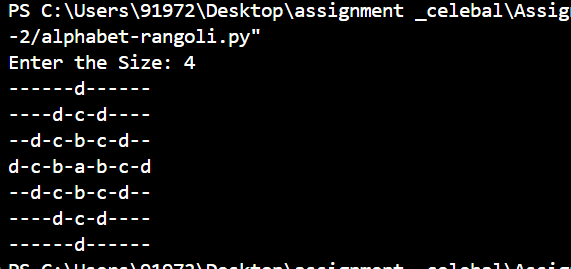 PS C:\Users\91972\Desktop\assignment _celebal\Assig
-2/alphabet-rangoli.py"
Enter the Size: 4
------d------
----d-c-d----
--d-c-b-c-d--
d-c-b-a-b-c-d
--d-c-b-c-d--
----d-c-d----
------d------
PS C:\Users\91972\Desktop\assignment _celebal\Assig